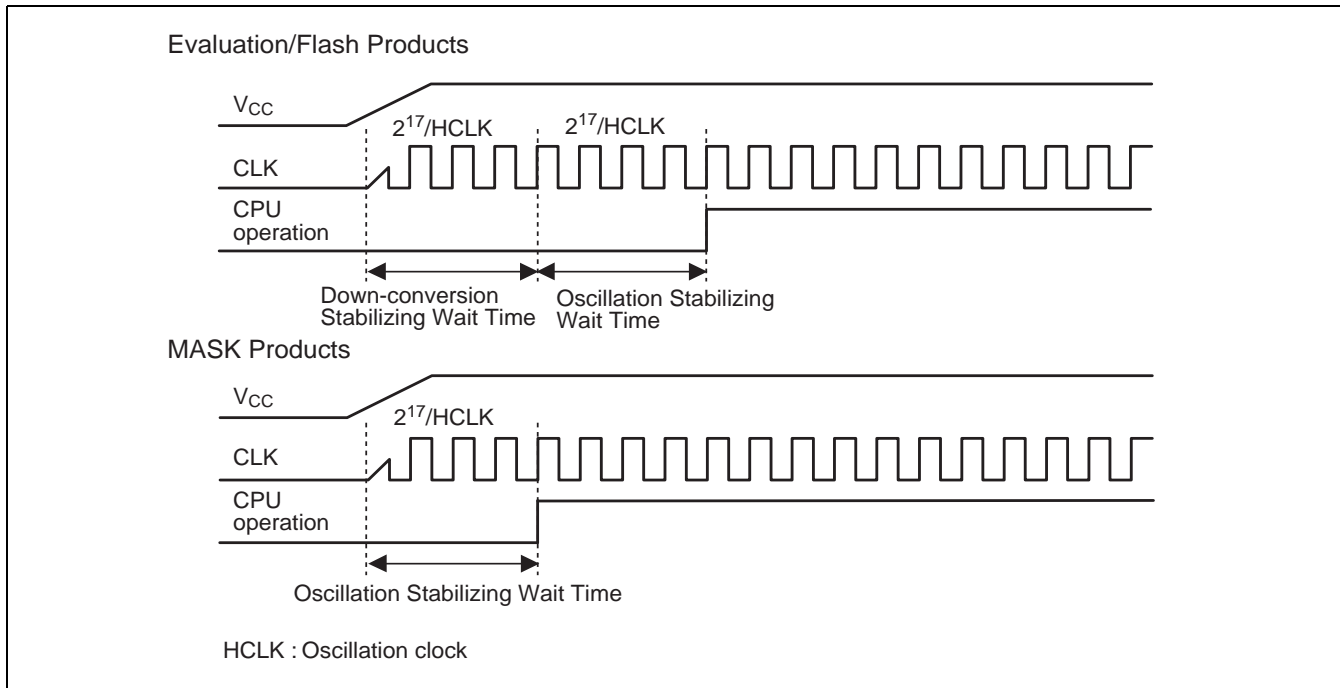 Evaluation/Flash Products
VCC
2^17/HCLK 2^17/HCLK
CLK
CPU
operation
Down-conversion
Stabilizing Wait Time
Oscillation Stabilizing
Wait Time
MASK Products
VCC
2^17/HCLK
CLK
CPU
operation
Oscillation Stabilizing Wait Time
HCLK : Oscillation clock